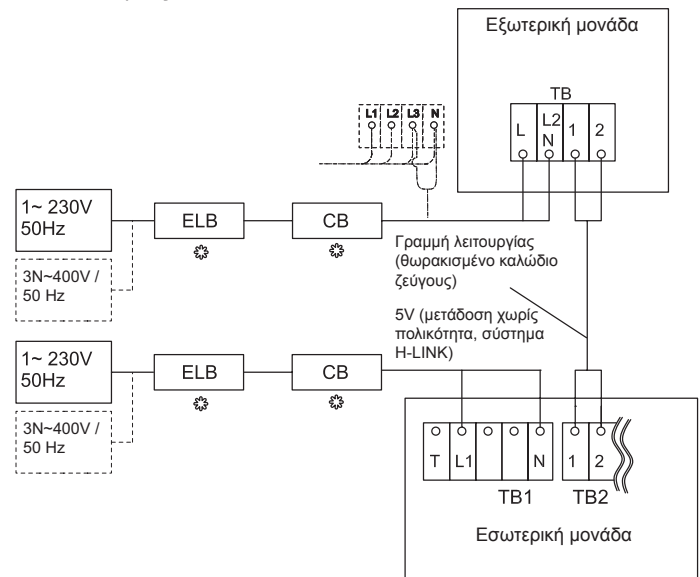 Εξωτερική μονάδα
TB
L1 L2 L3 N
L L2 N 1 2
1~ 230V
50Hz
ELB
CB
3N~400V /
50 Hz
Γραμμή λειτουργίας
(θωρακισμένο καλώδιο
ζεύγους)
5V (μετάδοση χωρίς
πολικότητα, σύστημα
H-LINK)
1~ 230V
50Hz
ELB
CB
3N~400V /
50 Hz
T L1 N 1 2
TB1 TB2
Εσωτερική μονάδα